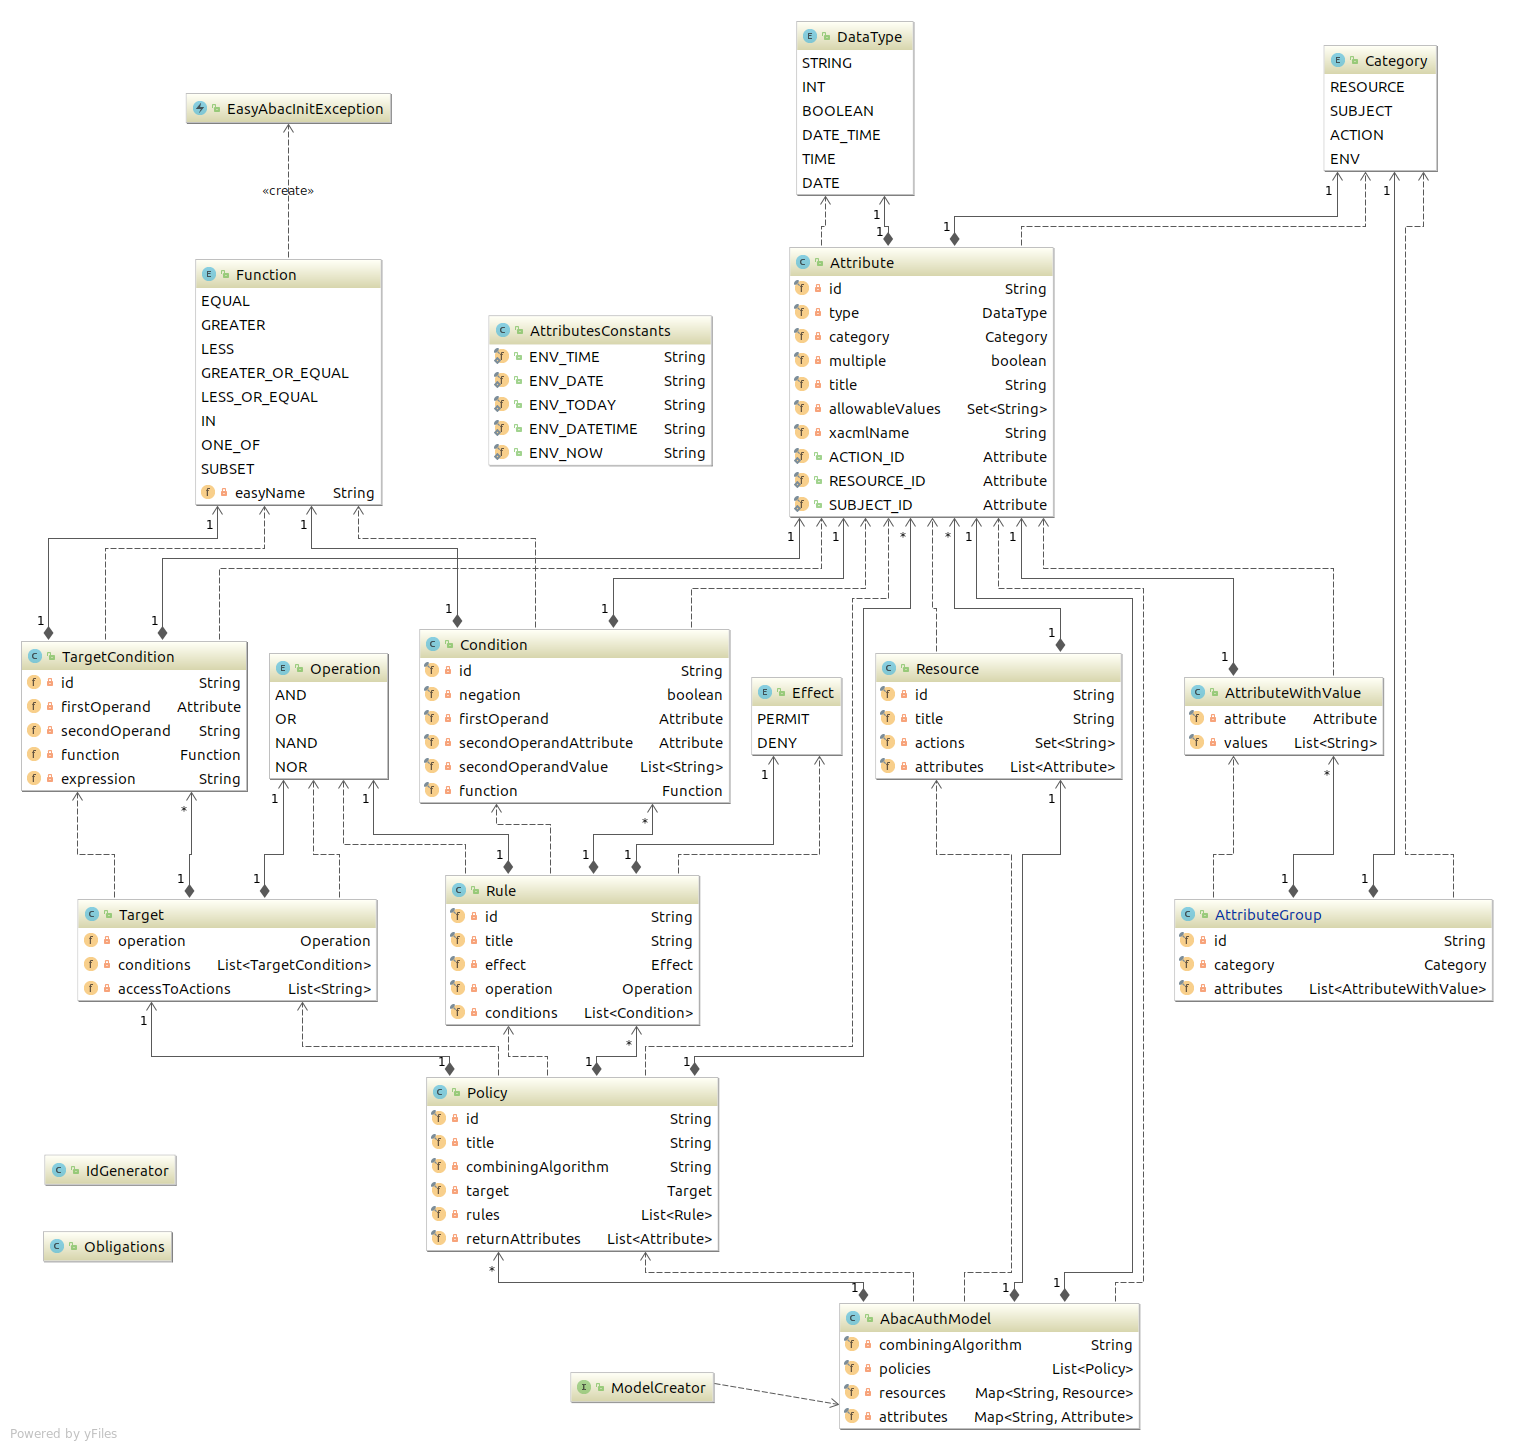 DataType
STRING
INT
BOOLEAN
DATE_TIME
TIME
DATE
Category
RESOURCE
SUBJECT
ACTION
ENV
EasyAbacInitException
«create»
Function
EQUAL
GREATER
LESS
GREATER_OR_EQUAL
LESS_OR_EQUAL
IN
ONE_OF
SUBSET
easyName String
AttributesConstants
ENV_TIME String
ENV_DATE String
ENV_TODAY String
ENV_DATETIME String
ENV_NOW String
1
1
1
1
1
Attribute
id String
type DataType
category Category
multiple boolean
title String
allowableValues Set<String>
xacmlName String
ACTION_ID Attribute
RESOURCE_ID Attribute
SUBJECT_ID Attribute
1
1
1
1
*
*
1
1
1
1
1
1
1
1
TargetCondition
id String
firstOperand Attribute
secondOperand String
function Function
expression String
Operation
AND
OR
NAND
NOR
Condition
id String
negation boolean
firstOperand Attribute
secondOperandAttribute Attribute
secondOperandValue List<String>
function Function
Effect
PERMIT
DENY
Resource
id String
title String
actions Set<String>
attributes List<Attribute>
AttributeWithValue
attribute Attribute
values List<String>
*
1
1
*
1
1
*
1
1
1
1
1
1
1
Target
operation Operation
conditions List<TargetCondition>
accessToActions List<String>
Rule
id String
title String
effect Effect
operation Operation
conditions List<Condition>
AttributeGroup
id String
category Category
attributes List<AttributeWithValue>
1
*
1
1
1
Policy
id String
title String
combiningAlgorithm String
target Target
rules List<Rule>
returnAttributes List<Attribute>
IdGenerator
Obligations
*
1
1
1
AbacAuthModel
combiningAlgorithm String
policies List<Policy>
resources Map<String, Resource>
attributes Map<String, Attribute>
ModelCreator
Powered by yFiles